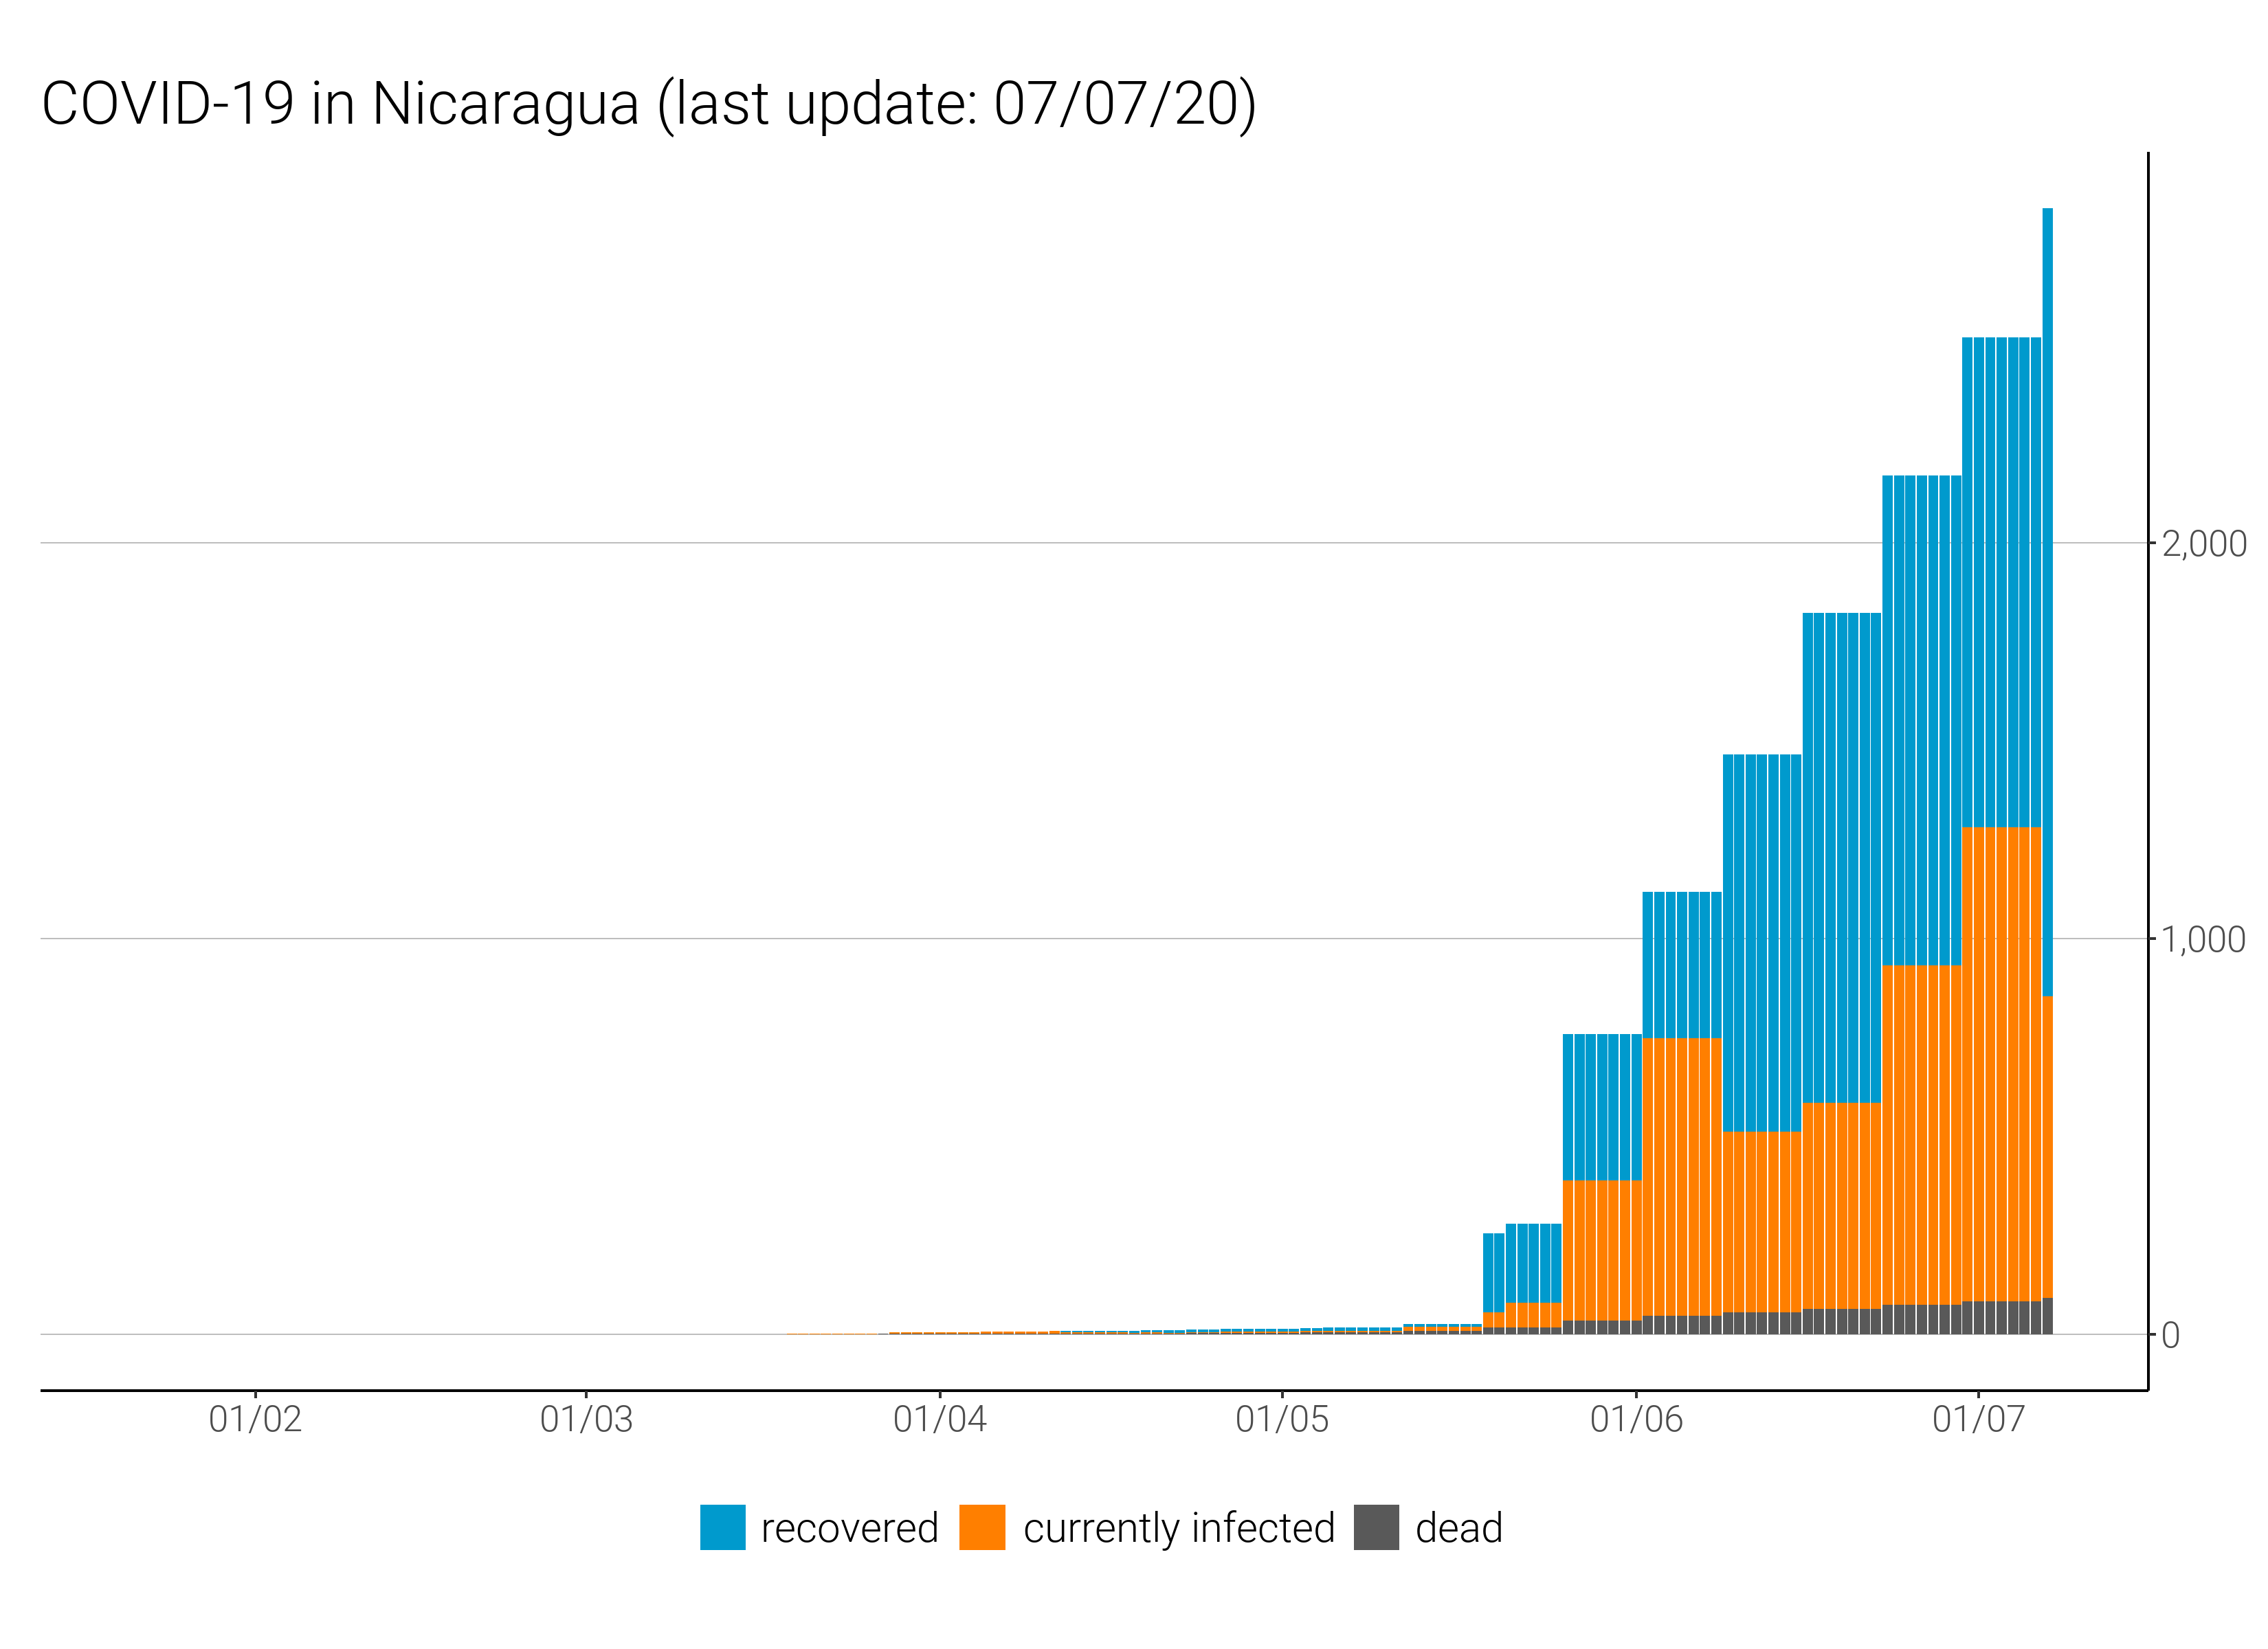 COVID-19 in Nicaragua (last update: 07/07/20)
2,000
1,000
0
01/02 01/03 01/04 01/05 01/06 01/07
recovered currently infected dead